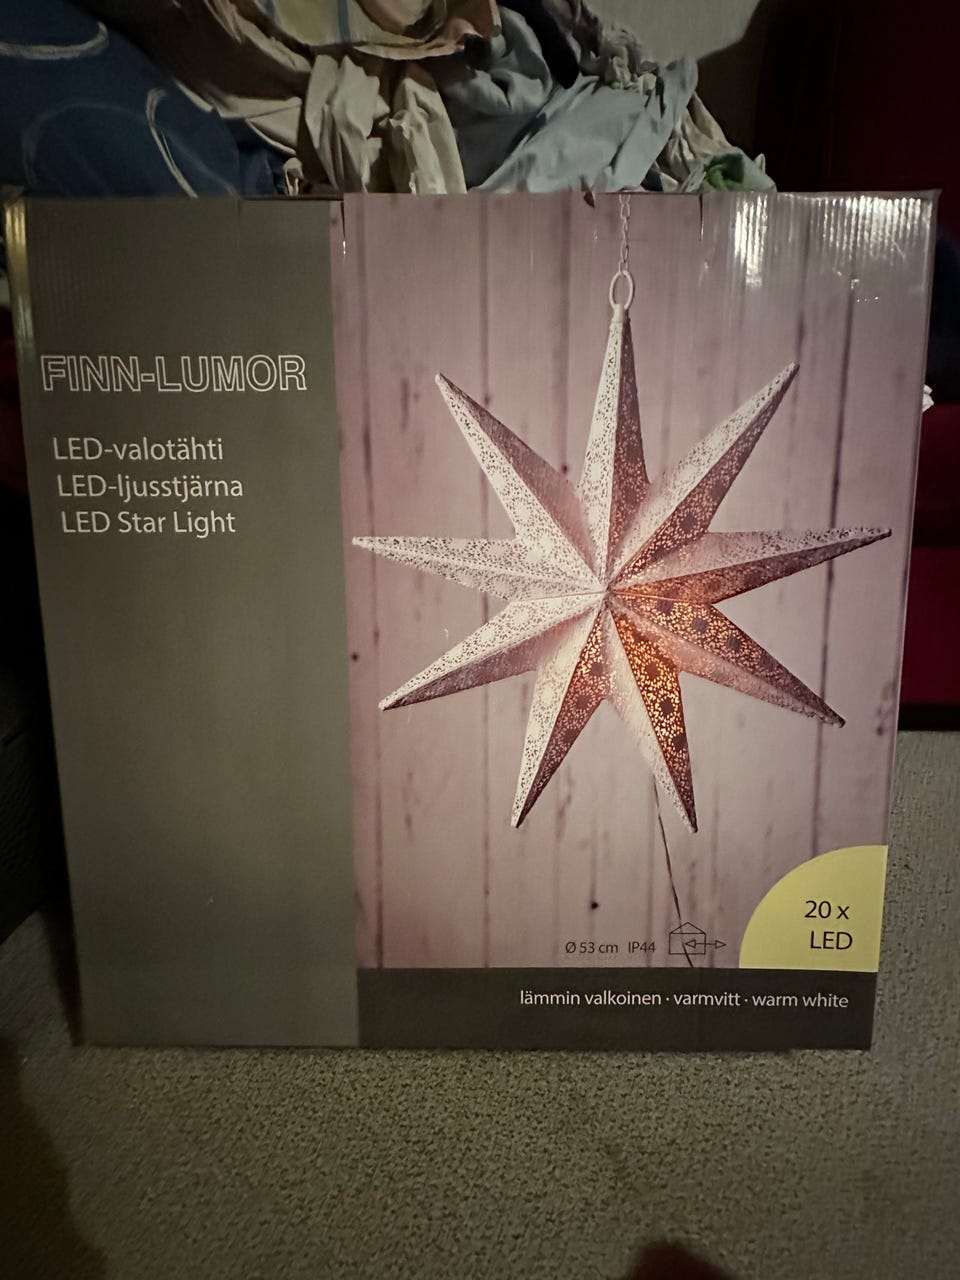 FINN-LUMOR
LED-valotähti
LED-ljusstjärna
LED Star Light
20 x
LED
Ø 53 cm IP44
lämmin valkoinen · varmvitt · warm white